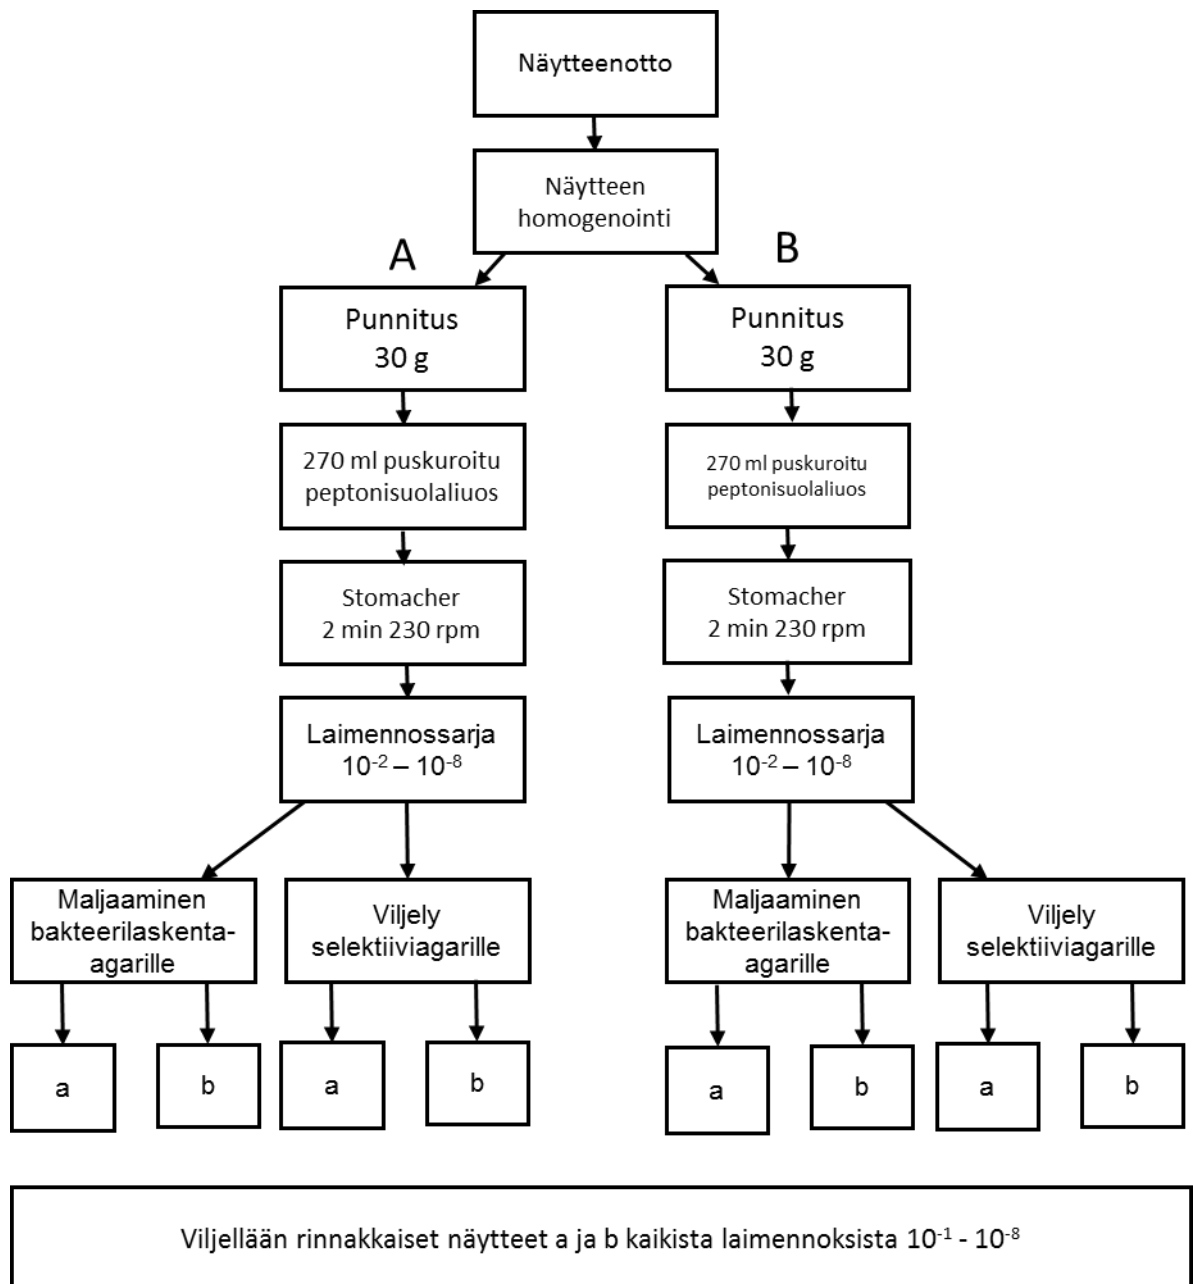 Näytteenotto
Näytteen
homogenointi
A
B
Punnitus
30 g
Punnitus
30 g
270 ml puskuroitu
peptonisuolaliuos
270 ml puskuroitu
peptonisuolaliuos
Stomacher
2 min 230 rpm
Stomacher
2 min 230 rpm
Laimennossarja
10⁻² – 10⁻⁸
Laimennossarja
10⁻² – 10⁻⁸
Maljaaminen
bakteerilaskenta-
agarille
Viljely
selektiiviagarille
Maljaaminen
bakteerilaskenta-
agarille
Viljely
selektiiviagarille
a
b
a
b
a
b
a
b
Viljellään rinnakkaiset näytteet a ja b kaikista laimennoksista 10⁻¹ - 10⁻⁸